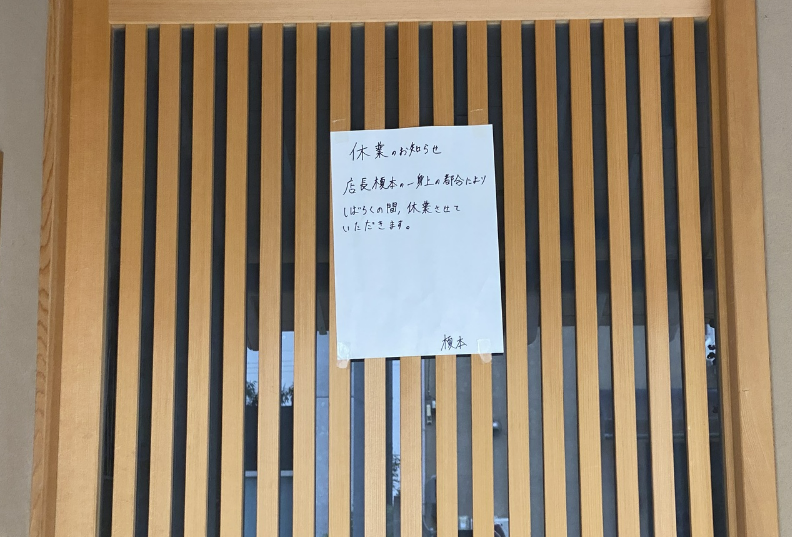 休業のお知らせ
店長榎本の一身上の都合により
しばらくの間, 休業させて
いただきます。
榎本